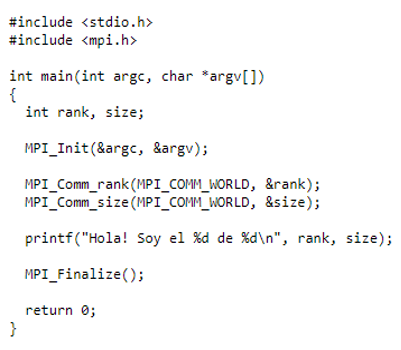 #include <stdio.h>
#include <mpi.h>

int main(int argc, char *argv[])
{
  int rank, size;

  MPI_Init(&argc, &argv);

  MPI_Comm_rank(MPI_COMM_WORLD, &rank);
  MPI_Comm_size(MPI_COMM_WORLD, &size);

  printf("Hola! Soy el %d de %d\n", rank, size);

  MPI_Finalize();

  return 0;
}